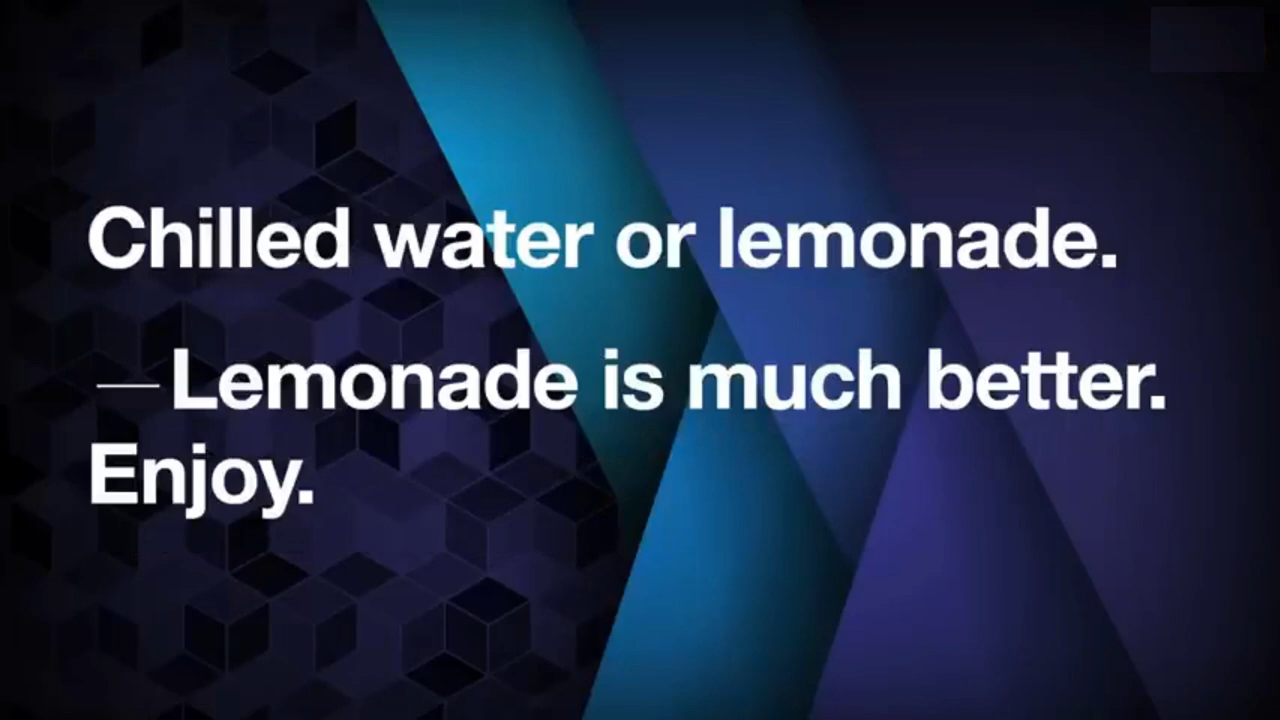 Chilled water or lemonade.
—Lemonade is much better.
Enjoy.